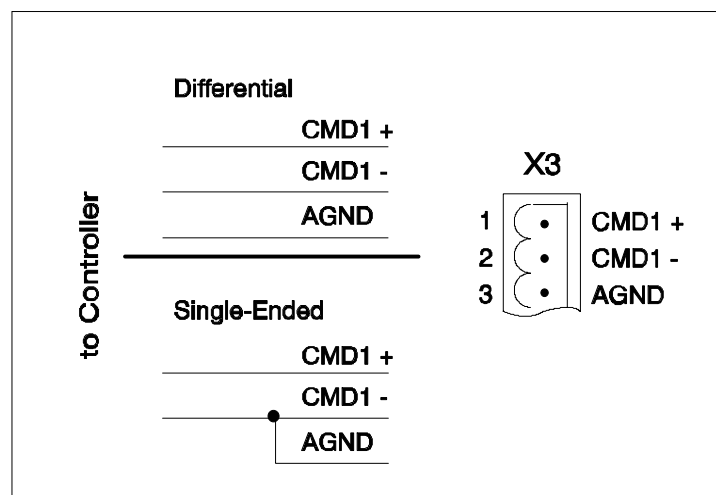 to Controller
Differential
CMD1 +
CMD1 -
AGND
Single-Ended
CMD1 +
CMD1 -
AGND
X3
1 CMD1 +
2 CMD1 -
3 AGND